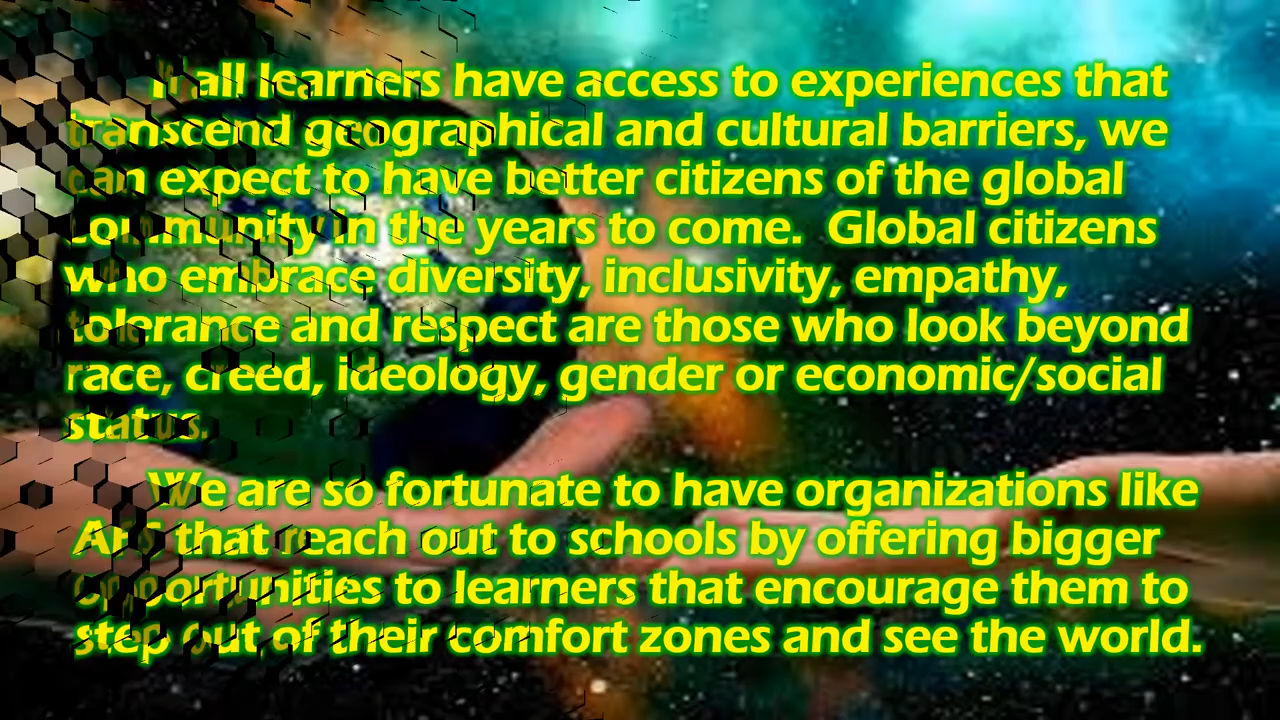 If all learners have access to experiences that
transcend geographical and cultural barriers, we
can expect to have better citizens of the global
community in the years to come. Global citizens
who embrace diversity, inclusivity, empathy,
tolerance and respect are those who look beyond
race, creed, ideology, gender or economic/social
status.
We are so fortunate to have organizations like
AFS that reach out to schools by offering bigger
opportunities to learners that encourage them to
step out of their comfort zones and see the world.